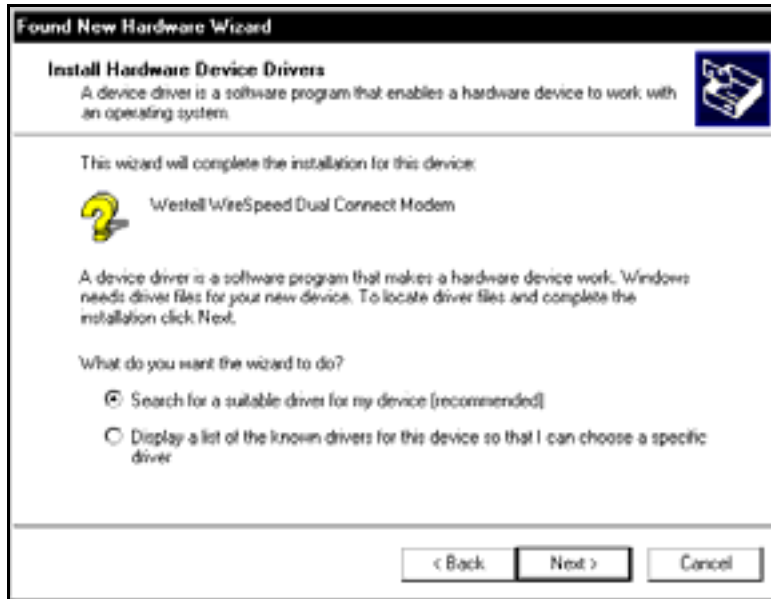 Found New Hardware Wizard
Install Hardware Device Drivers
A device driver is a software program that enables a hardware device to work with
an operating system.
This wizard will complete the installation for this device:
Westell WireSpeed Dual Connect Modem
A device driver is a software program that makes a hardware device work. Windows
needs driver files for your new device. To locate driver files and complete the
installation click Next.
What do you want the wizard to do?
Search for a suitable driver for my device (recommended)
Display a list of the known drivers for this device so that I can choose a specific
driver
< Back Next > Cancel